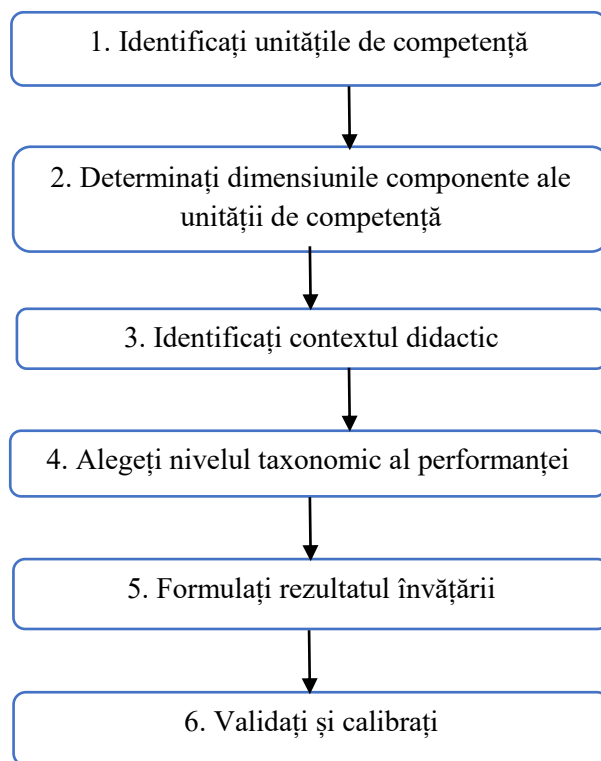 1. Identificați unitățile de competență
2. Determinați dimensiunile componente ale
unității de competență
3. Identificați contextul didactic
4. Alegeți nivelul taxonomic al performanței
5. Formulați rezultatul învățării
6. Validați și calibrați